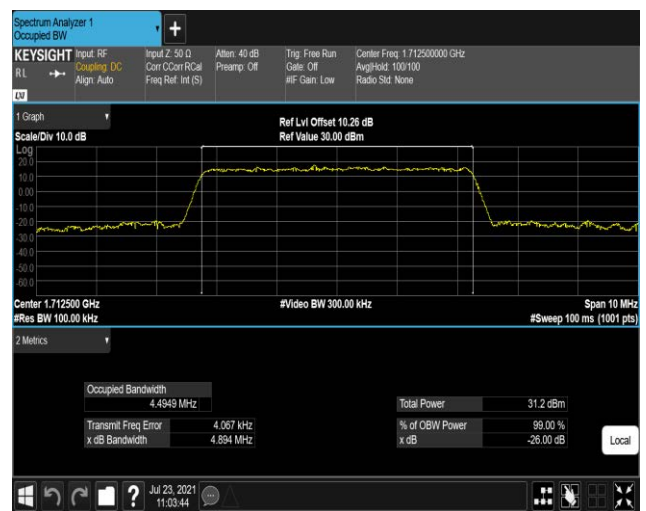 Spectrum Analyzer 1
Occupied BW
+
KEYSIGHT Input: RF Input Z: 50 Ω Atten: 40 dB Trig: Free Run Center Freq: 1.712500000 GHz
RL Coupling: DC Corr CCorr RCal Preamp: Off Gate: Off Avg|Hold: 100/100
Align: Auto Freq Ref: Int (S) #IF Gain: Low Radio Std: None
LXI
1 Graph
Ref Lvl Offset 10.26 dB
Scale/Div 10.0 dB Ref Value 30.00 dBm
Log
20.0
10.0
0.00
-10.0
-20.0
-30.0
-40.0
-50.0
-60.0
Center 1.712500 GHz #Video BW 300.00 kHz Span 10 MHz
#Res BW 100.00 kHz #Sweep 100 ms (1001 pts)
2 Metrics
Occupied Bandwidth
4.4949 MHz Total Power 31.2 dBm
Transmit Freq Error 4.067 kHz % of OBW Power 99.00 %
x dB Bandwidth 4.894 MHz x dB -26.00 dB
Local
? Jul 23, 2021
11:03:44